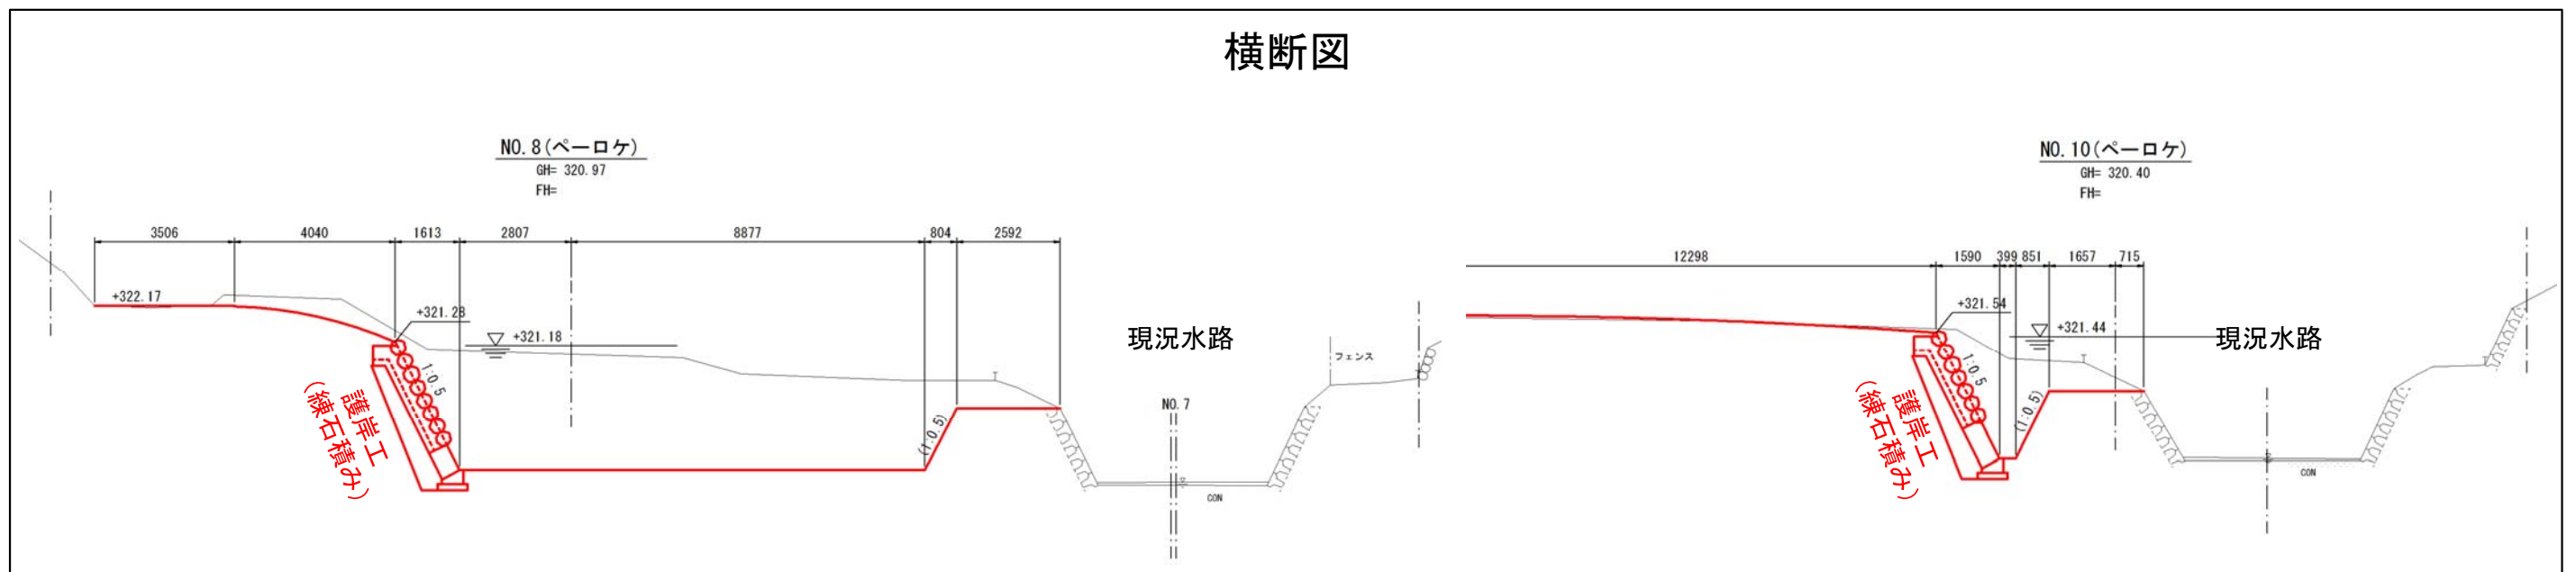 横断図
NO. 8(ペーロケ)
GH= 320.97
FH=
3506 4040 1613 2807 8877 804 2592
+322.17
+321.28
+321.18
1:0.5
護岸工
(練石積み)
(1:0.5)
現況水路
NO. 7
CON
フェンス
NO. 10(ペーロケ)
GH= 320.40
FH=
12298 1590 399 851 1657 715
+321.54
+321.44
現況水路
1:0.5
護岸工
(練石積み)
(1:0.5)
CON